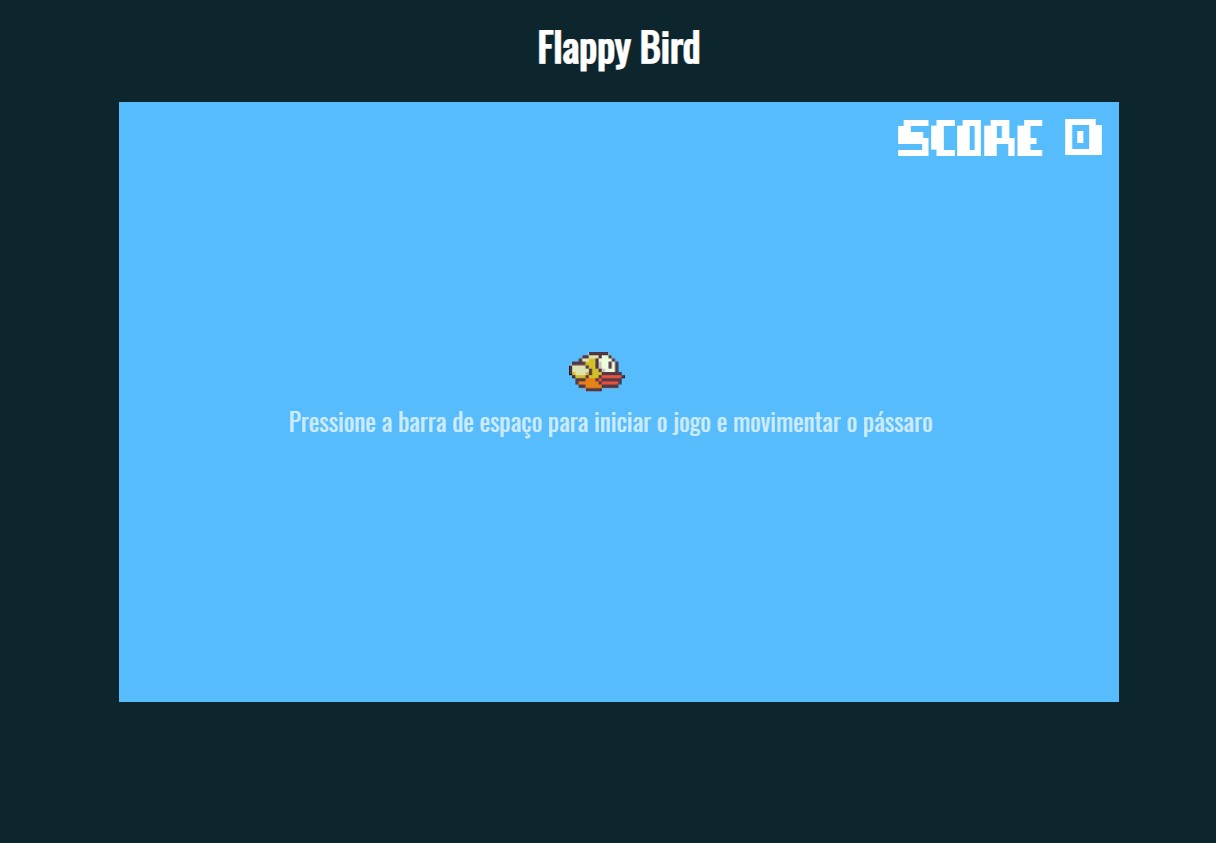 Flappy Bird
SCORE 0
Pressione a barra de espaço para iniciar o jogo e movimentar o pássaro